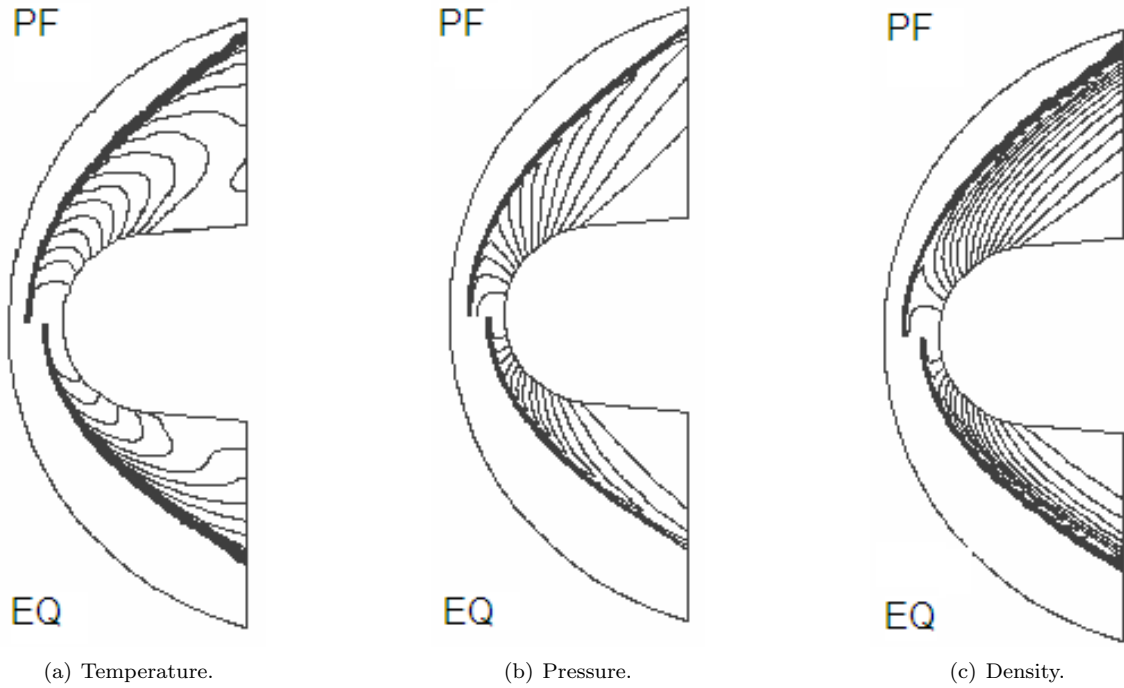 PF
PF
PF
EQ
EQ
EQ
(a) Temperature.
(b) Pressure.
(c) Density.